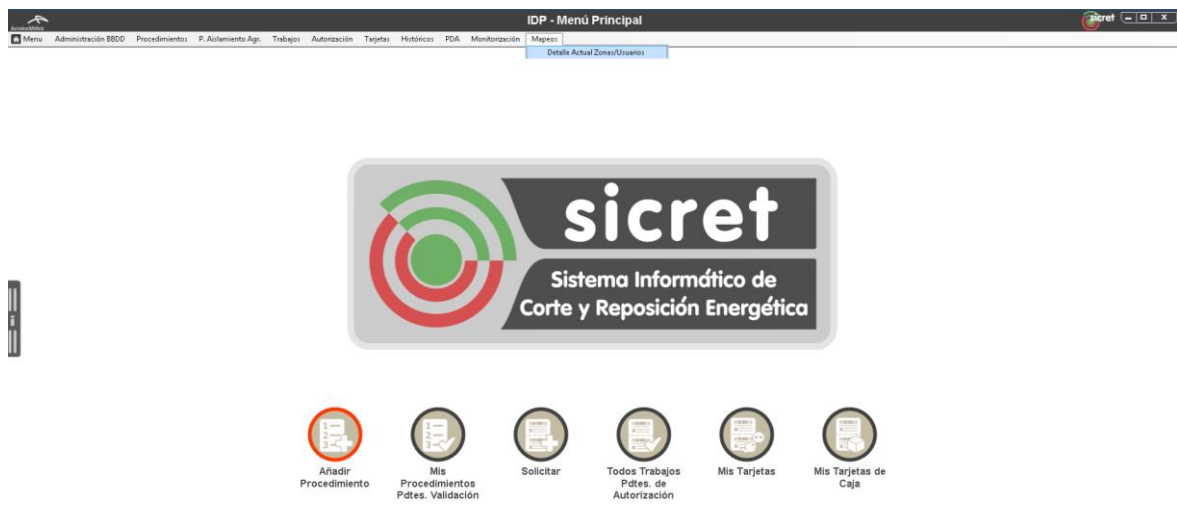 IDP - Menú Principal
sicret
ArcelorMittal
Menu Administración BBDD Procedimientos P. Aislamiento Agr. Trabajos Autorización Tarjetas Históricos PDA Monitorización Mapeos
Detalle Actual Zonas/Usuarios
sicret
Sistema Informático de
Corte y Reposición Energética
Añadir
Procedimiento
Mis
Procedimientos
Pdtes. Validación
Solicitar
Todos Trabajos
Pdtes. de
Autorización
Mis Tarjetas
Mis Tarjetas de
Caja